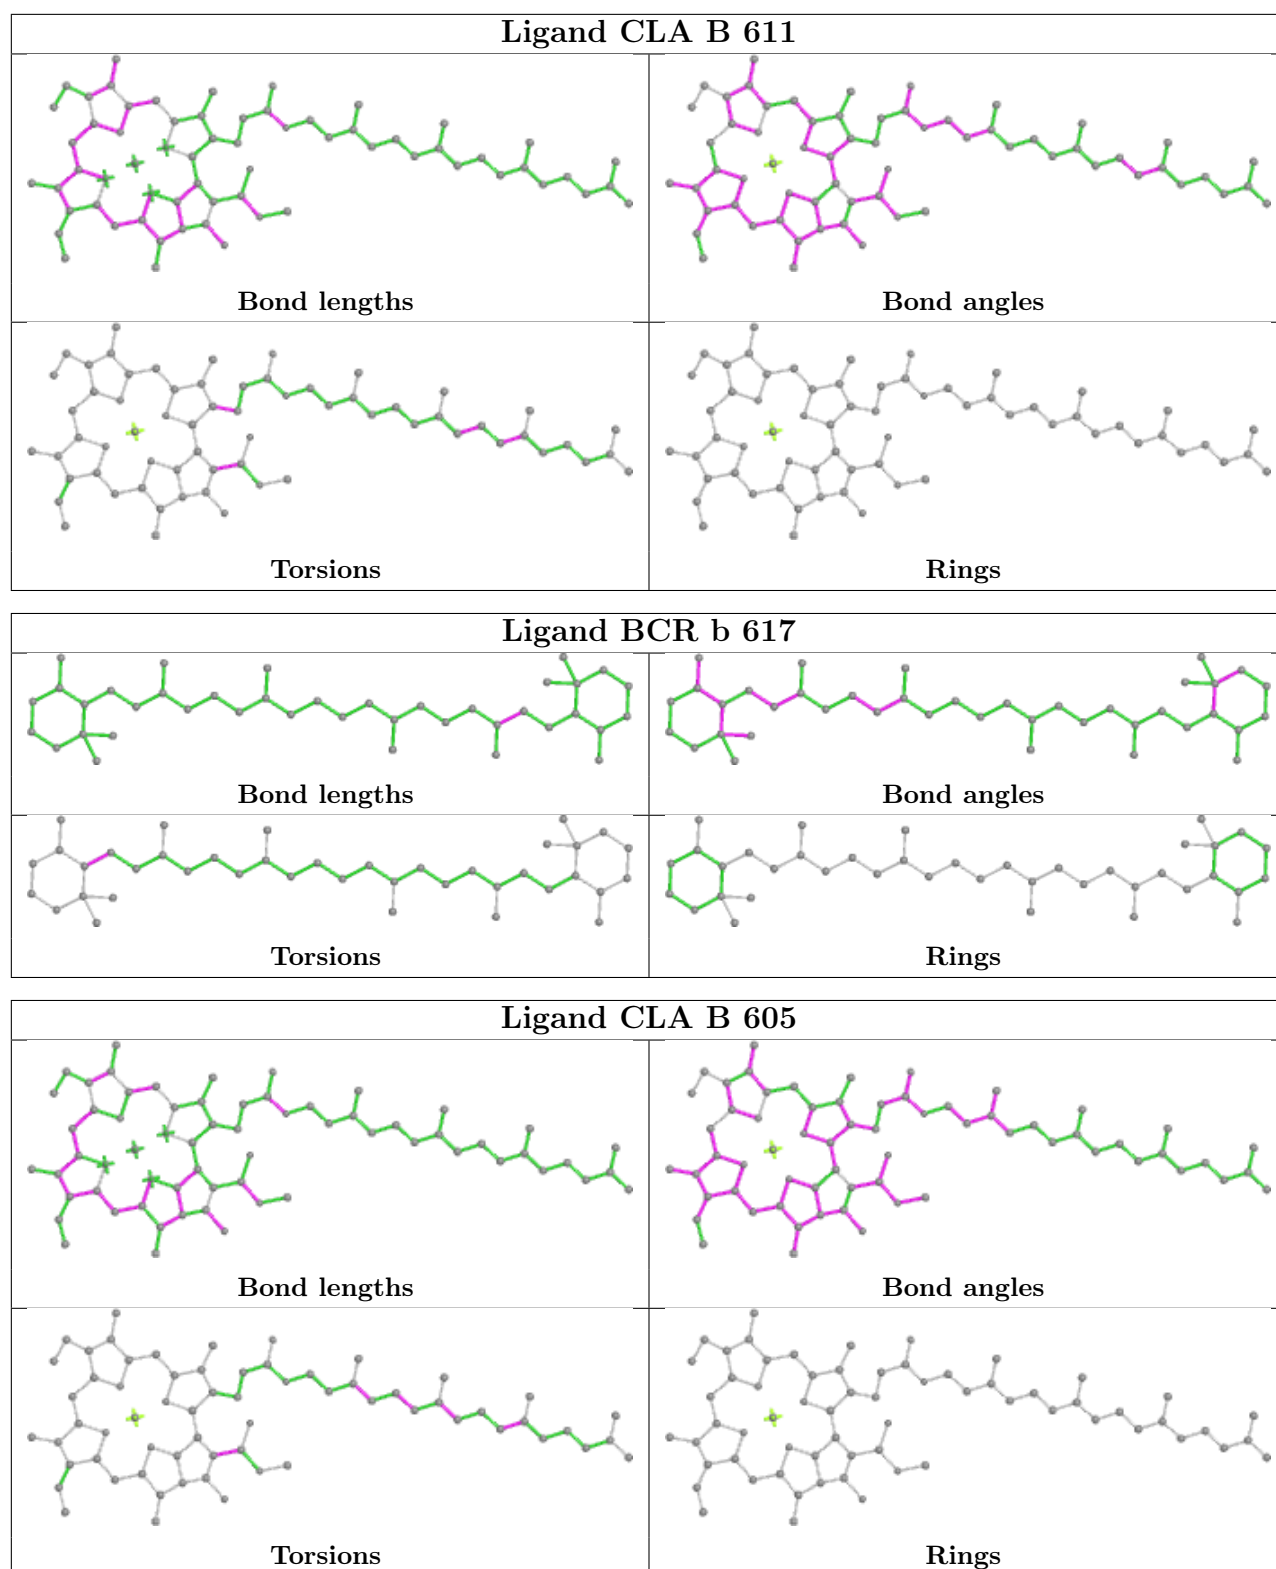 Ligand CLA B 611
Bond lengths
Bond angles
Torsions
Rings
Ligand BCR b 617
Bond lengths
Bond angles
Torsions
Rings
Ligand CLA B 605
Bond lengths
Bond angles
Torsions
Rings